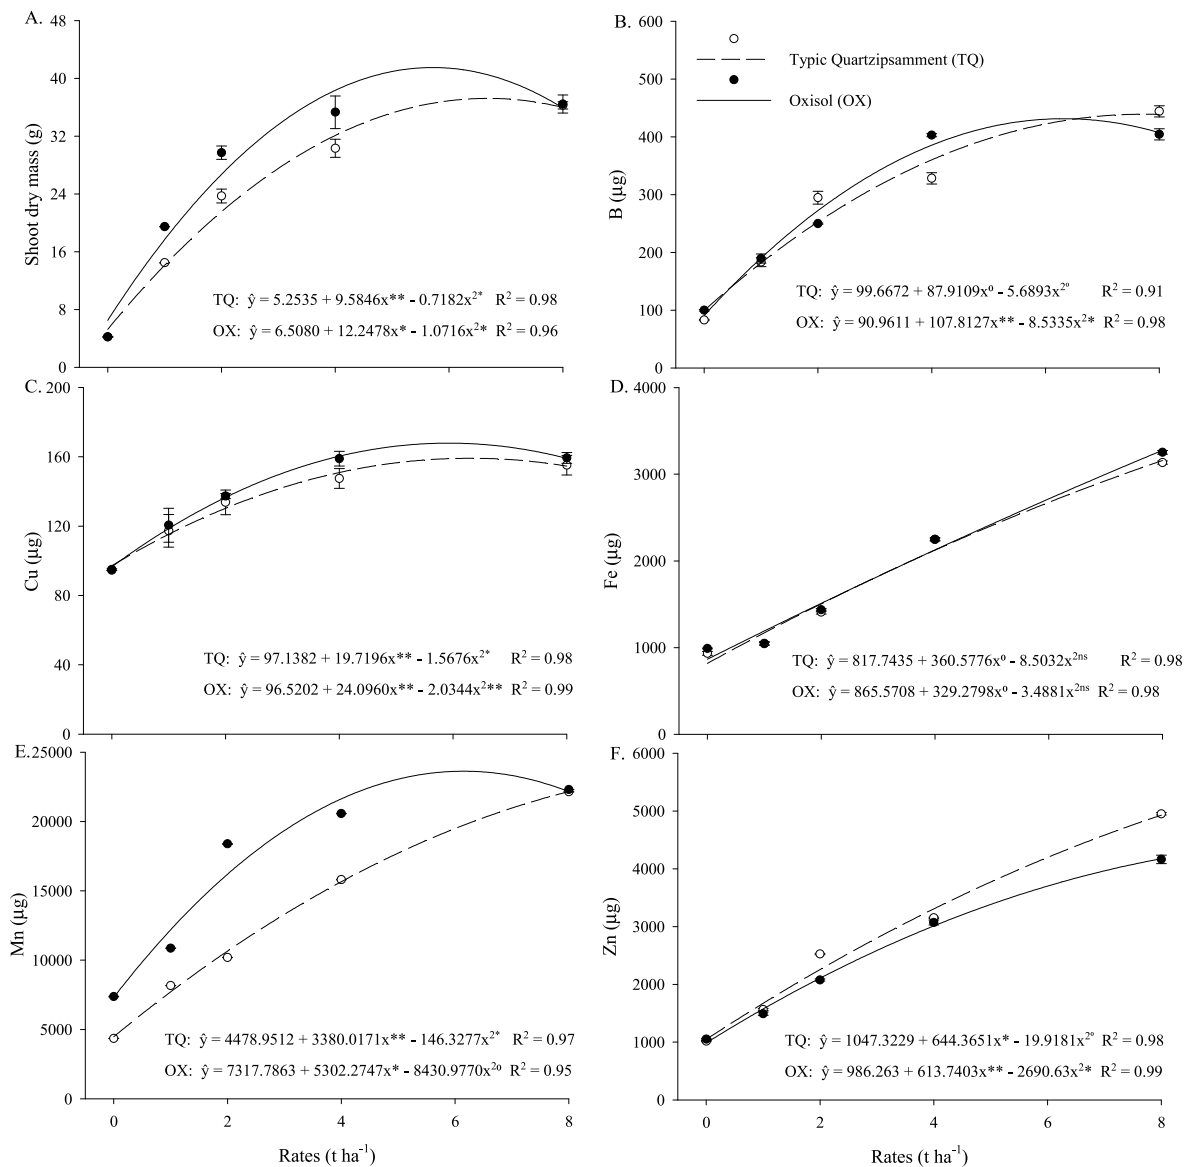 A.
48
40
32
24
16
8
0
Shoot dry mass (g)
TQ: ŷ = 5.2535 + 9.5846x** - 0.7182x²* R² = 0.98
OX: ŷ = 6.5080 + 12.2478x* - 1.0716x²* R² = 0.96
B.
600
500
400
300
200
100
0
B (µg)
Typic Quartzipsamment (TQ)
Oxisol (OX)
TQ: ŷ = 99.6672 + 87.9109xº - 5.6893x²º R² = 0.91
OX: ŷ = 90.9611 + 107.8127x** - 8.5335x²* R² = 0.98
C.
200
160
120
80
40
0
Cu (µg)
TQ: ŷ = 97.1382 + 19.7196x** - 1.5676x²* R² = 0.98
OX: ŷ = 96.5202 + 24.0960x** - 2.0344x²** R² = 0.99
D.
4000
3000
2000
1000
0
Fe (µg)
TQ: ŷ = 817.7435 + 360.5776xº - 8.5032x²ⁿˢ R² = 0.98
OX: ŷ = 865.5708 + 329.2798xº - 3.4881x²ⁿˢ R² = 0.98
E.
25000
20000
15000
10000
5000
0
Mn (µg)
TQ: ŷ = 4478.9512 + 3380.0171x** - 146.3277x²* R² = 0.97
OX: ŷ = 7317.7863 + 5302.2747x* - 8430.9770x²º R² = 0.95
0 2 4 6 8
Rates (t ha⁻¹)
F.
6000
5000
4000
3000
2000
1000
0
Zn (µg)
TQ: ŷ = 1047.3229 + 644.3651x* - 19.9181x²º R² = 0.98
OX: ŷ = 986.263 + 613.7403x** - 2690.63x²* R² = 0.99
0 2 4 6 8
Rates (t ha⁻¹)